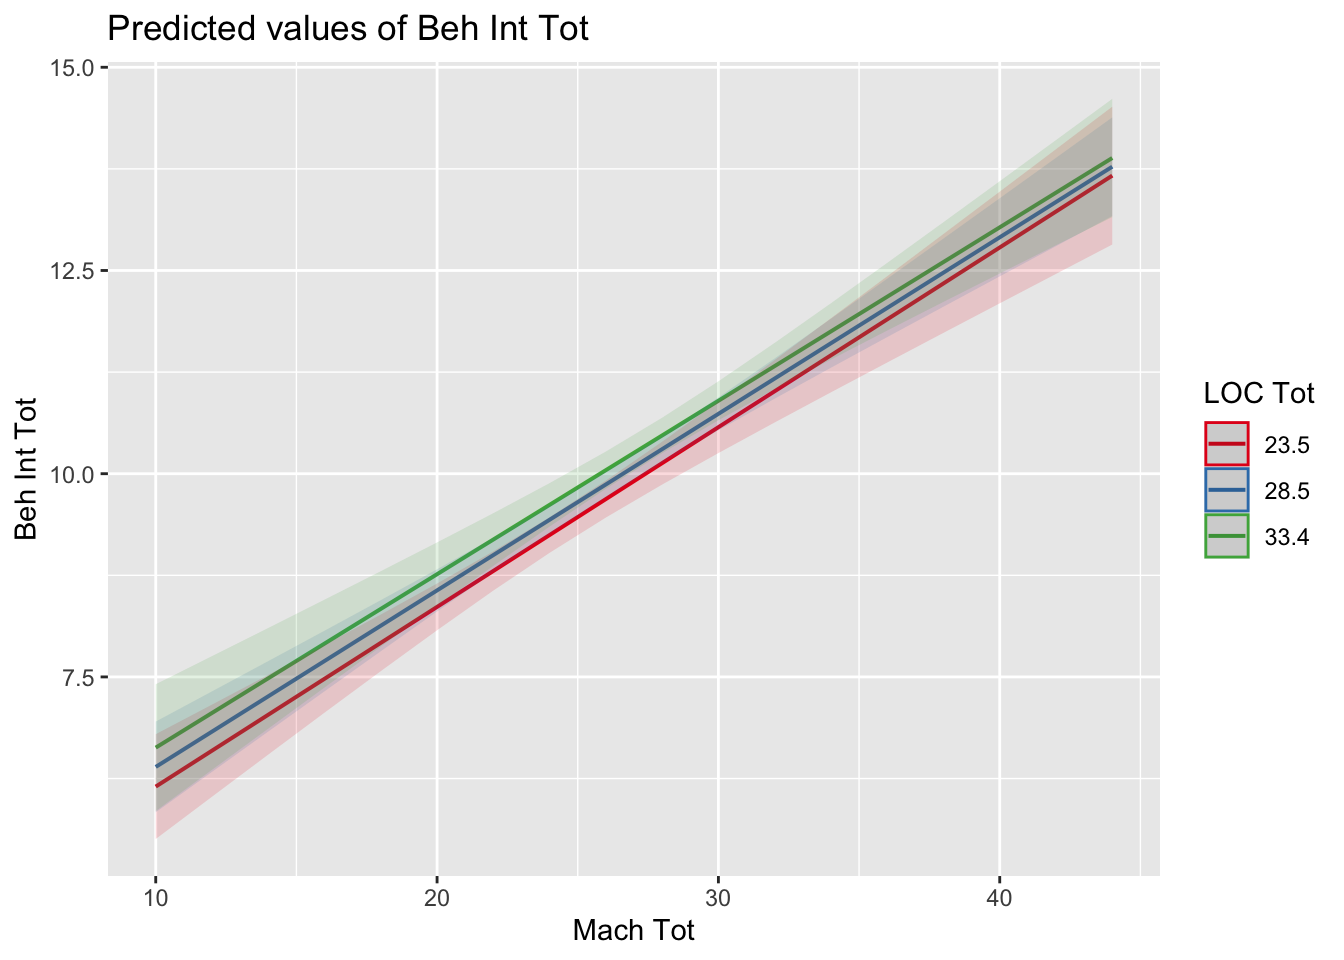 Predicted values of Beh Int Tot
15.0
12.5
10.0
7.5
Beh Int Tot
10
20
30
40
Mach Tot
LOC Tot
23.5
28.5
33.4